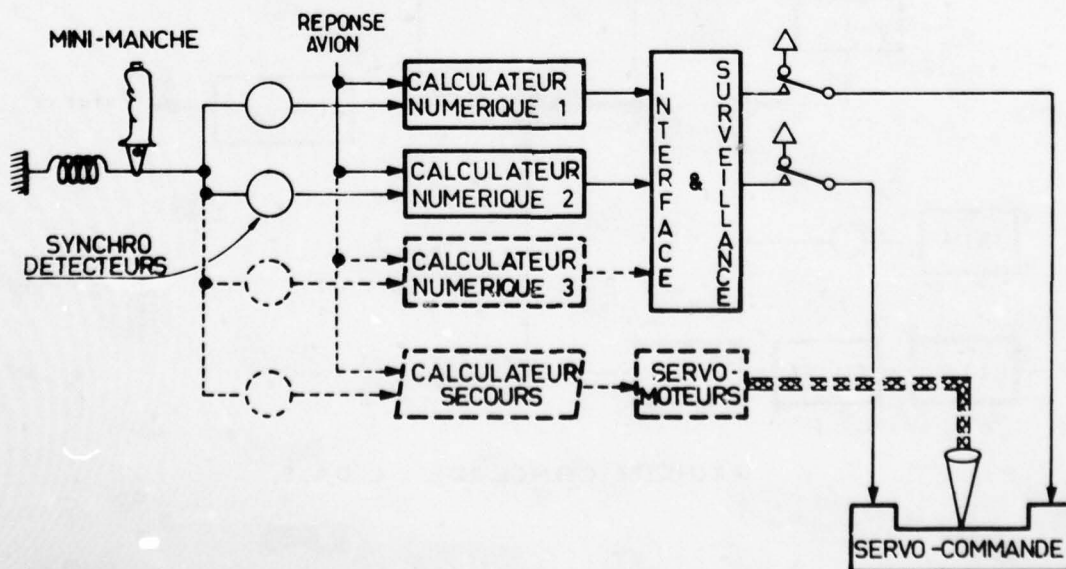 REPONSE
AVION
MINI-MANCHE
CALCULATEUR
NUMERIQUE 1
CALCULATEUR
NUMERIQUE 2
SYNCHRO
DETECTEURS
CALCULATEUR
NUMERIQUE 3
INTERFACE
&
SURVEILLANCE
CALCULATEUR
SECOURS
SERVO-
MOTEURS
SERVO-COMMANDE